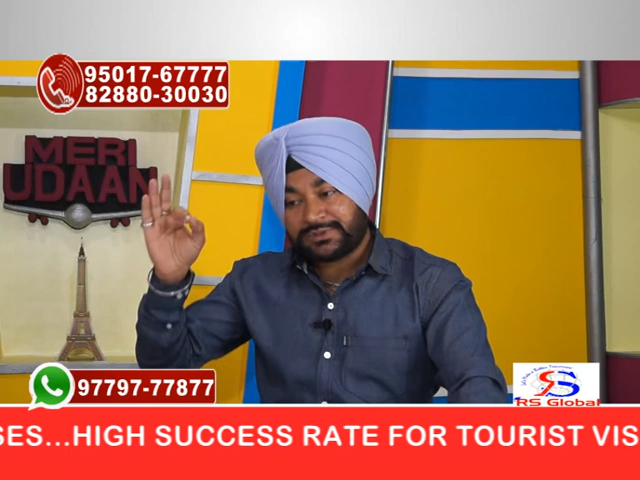 95017-67777
82880-30030
MERI
UDAAN
97797-77877
RS Global
SES...HIGH SUCCESS RATE FOR TOURIST VIS